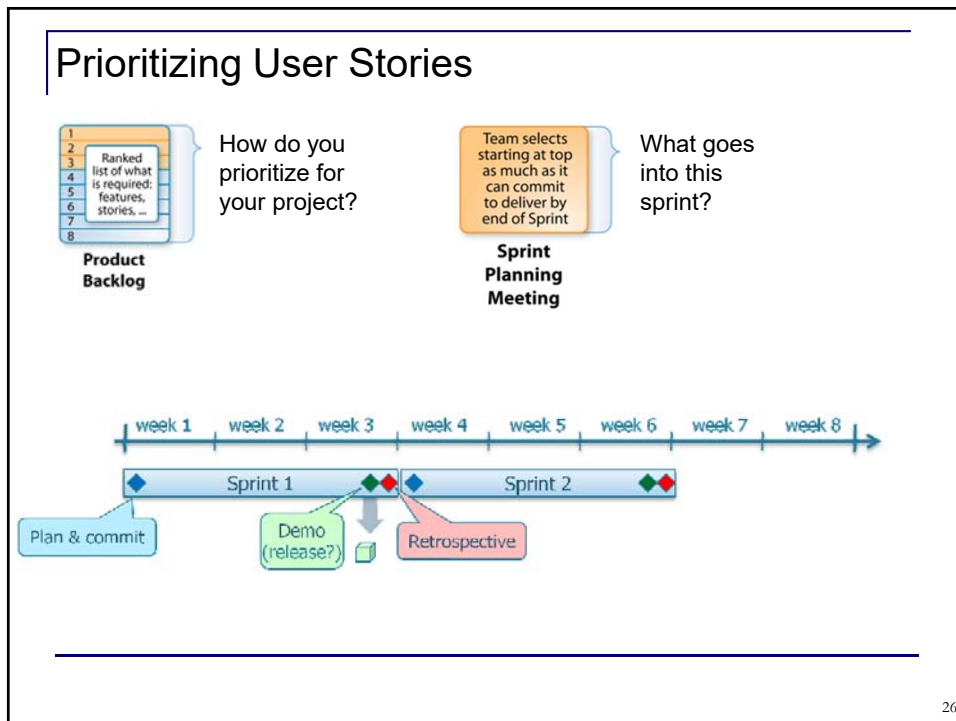 Prioritizing User Stories
1
2
3
4
5
6
7
8
Ranked
list of what
is required:
features,
stories, ...
Product
Backlog
How do you
prioritize for
your project?
Team selects
starting at top
as much as it
can commit
to deliver by
end of Sprint
Sprint
Planning
Meeting
What goes
into this
sprint?
week 1 week 2 week 3 week 4 week 5 week 6 week 7 week 8
Sprint 1 Sprint 2
Plan & commit
Demo
(release?)
Retrospective
26